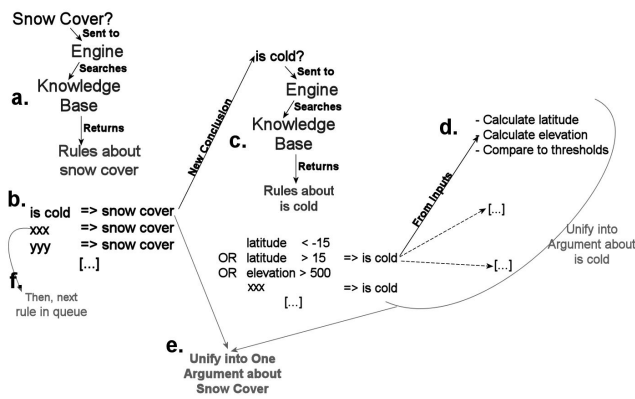 Snow Cover?
Sent to
Engine
Searches
Knowledge
Base
a.
Returns
Rules about
snow cover
b.
is cold => snow cover
xxx => snow cover
yyy => snow cover
[...]
f.
Then, next
rule in queue
New Conclusion
is cold?
Sent to
Engine
Searches
Knowledge
Base
c.
Returns
Rules about
is cold
latitude < -15
OR latitude > 15 => is cold
OR elevation > 500
xxx => is cold
[...]
From Inputs
d.
- Calculate latitude
- Calculate elevation
- Compare to thresholds
[...]
[...]
Unify into
Argument about
is cold
e.
Unify into One
Argument about
Snow Cover